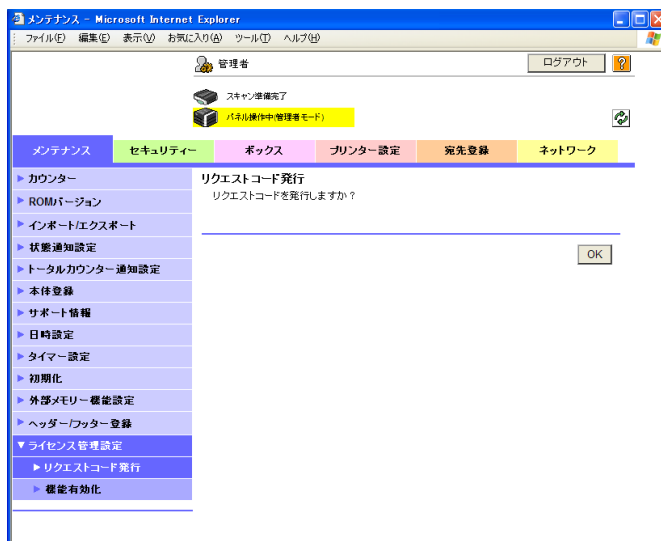 メンテナンス - Microsoft Internet Explorer
ファイル(F) 編集(E) 表示(V) お気に入り(A) ツール(T) ヘルプ(H)
管理者
ログアウト
?
スキャン準備完了
パネル操作中(管理者モード)
メンテナンス セキュリティー ボックス プリンター設定 宛先登録 ネットワーク
カウンター
ROMバージョン
インポート/エクスポート
状態通知設定
トータルカウンター通知設定
本体登録
サポート情報
日時設定
タイマー設定
初期化
外部メモリー機能設定
ヘッダー/フッター登録
ライセンス管理設定
リクエストコード発行
機能有効化
リクエストコード発行
リクエストコードを発行しますか？
OK